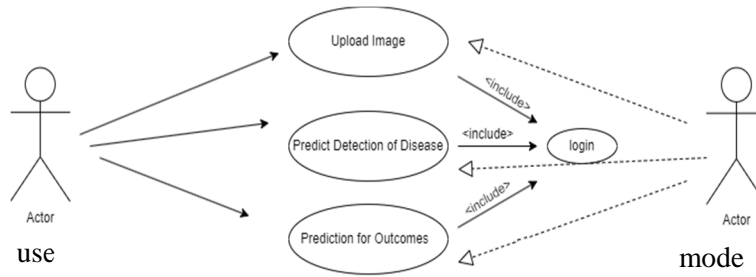 Upload Image
<include>
Predict Detection of Disease
<include>
login
<include>
Prediction for Outcomes
Actor
use
Actor
mode